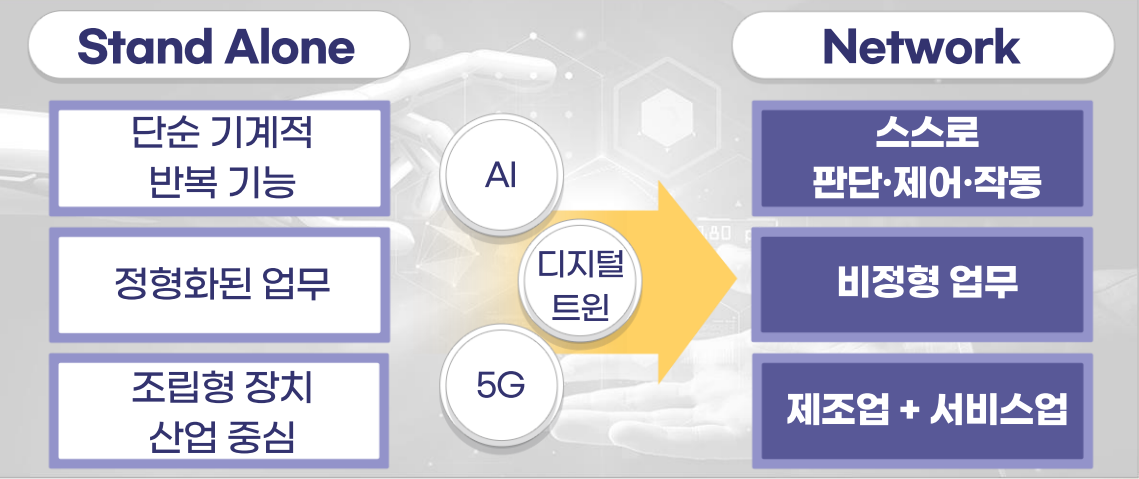 Stand Alone
단순 기계적
반복 기능
정형화된 업무
조립형 장치
산업 중심
AI
디지털
트윈
5G
Network
스스로
판단·제어·작동
비정형 업무
제조업 + 서비스업